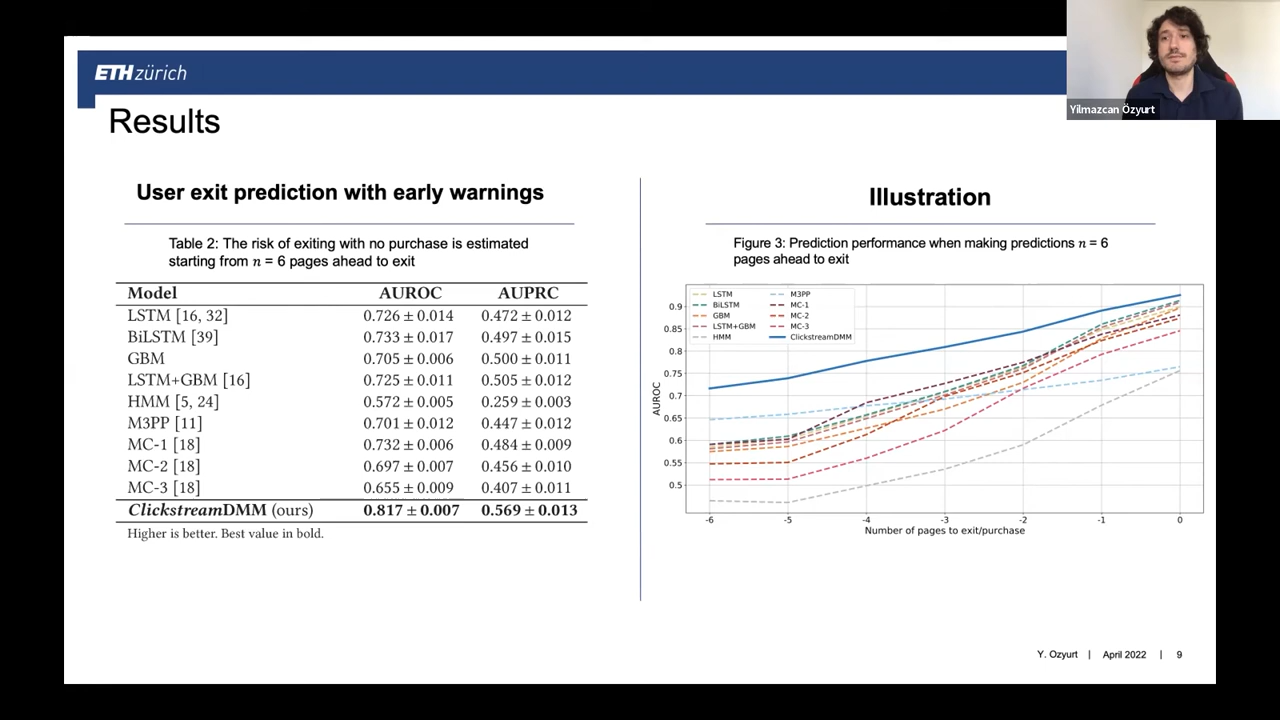 ETH zürich
Yilmazcan Özyurt
Results
User exit prediction with early warnings
Table 2: The risk of exiting with no purchase is estimated
starting from n = 6 pages ahead to exit
Model AUROC AUPRC
LSTM [16, 32] 0.726 ± 0.014 0.472 ± 0.012
BiLSTM [39] 0.733 ± 0.017 0.497 ± 0.015
GBM 0.705 ± 0.006 0.500 ± 0.011
LSTM+GBM [16] 0.725 ± 0.011 0.505 ± 0.012
HMM [5, 24] 0.572 ± 0.005 0.259 ± 0.003
M3PP [11] 0.701 ± 0.012 0.447 ± 0.012
MC-1 [18] 0.732 ± 0.006 0.484 ± 0.009
MC-2 [18] 0.697 ± 0.007 0.456 ± 0.010
MC-3 [18] 0.655 ± 0.009 0.407 ± 0.011
ClickstreamDMM (ours) 0.817 ± 0.007 0.569 ± 0.013
Higher is better. Best value in bold.
Illustration
Figure 3: Prediction performance when making predictions n = 6
pages ahead to exit
LSTM M3PP
BiLSTM MC-1
GBM MC-2
LSTM+GBM MC-3
HMM ClickstreamDMM
AUROC
0.9
0.85
0.8
0.75
0.7
0.65
0.6
0.55
0.5
-6 -5 -4 -3 -2 -1 0
Number of pages to exit/purchase
Y. Ozyurt | April 2022 | 9